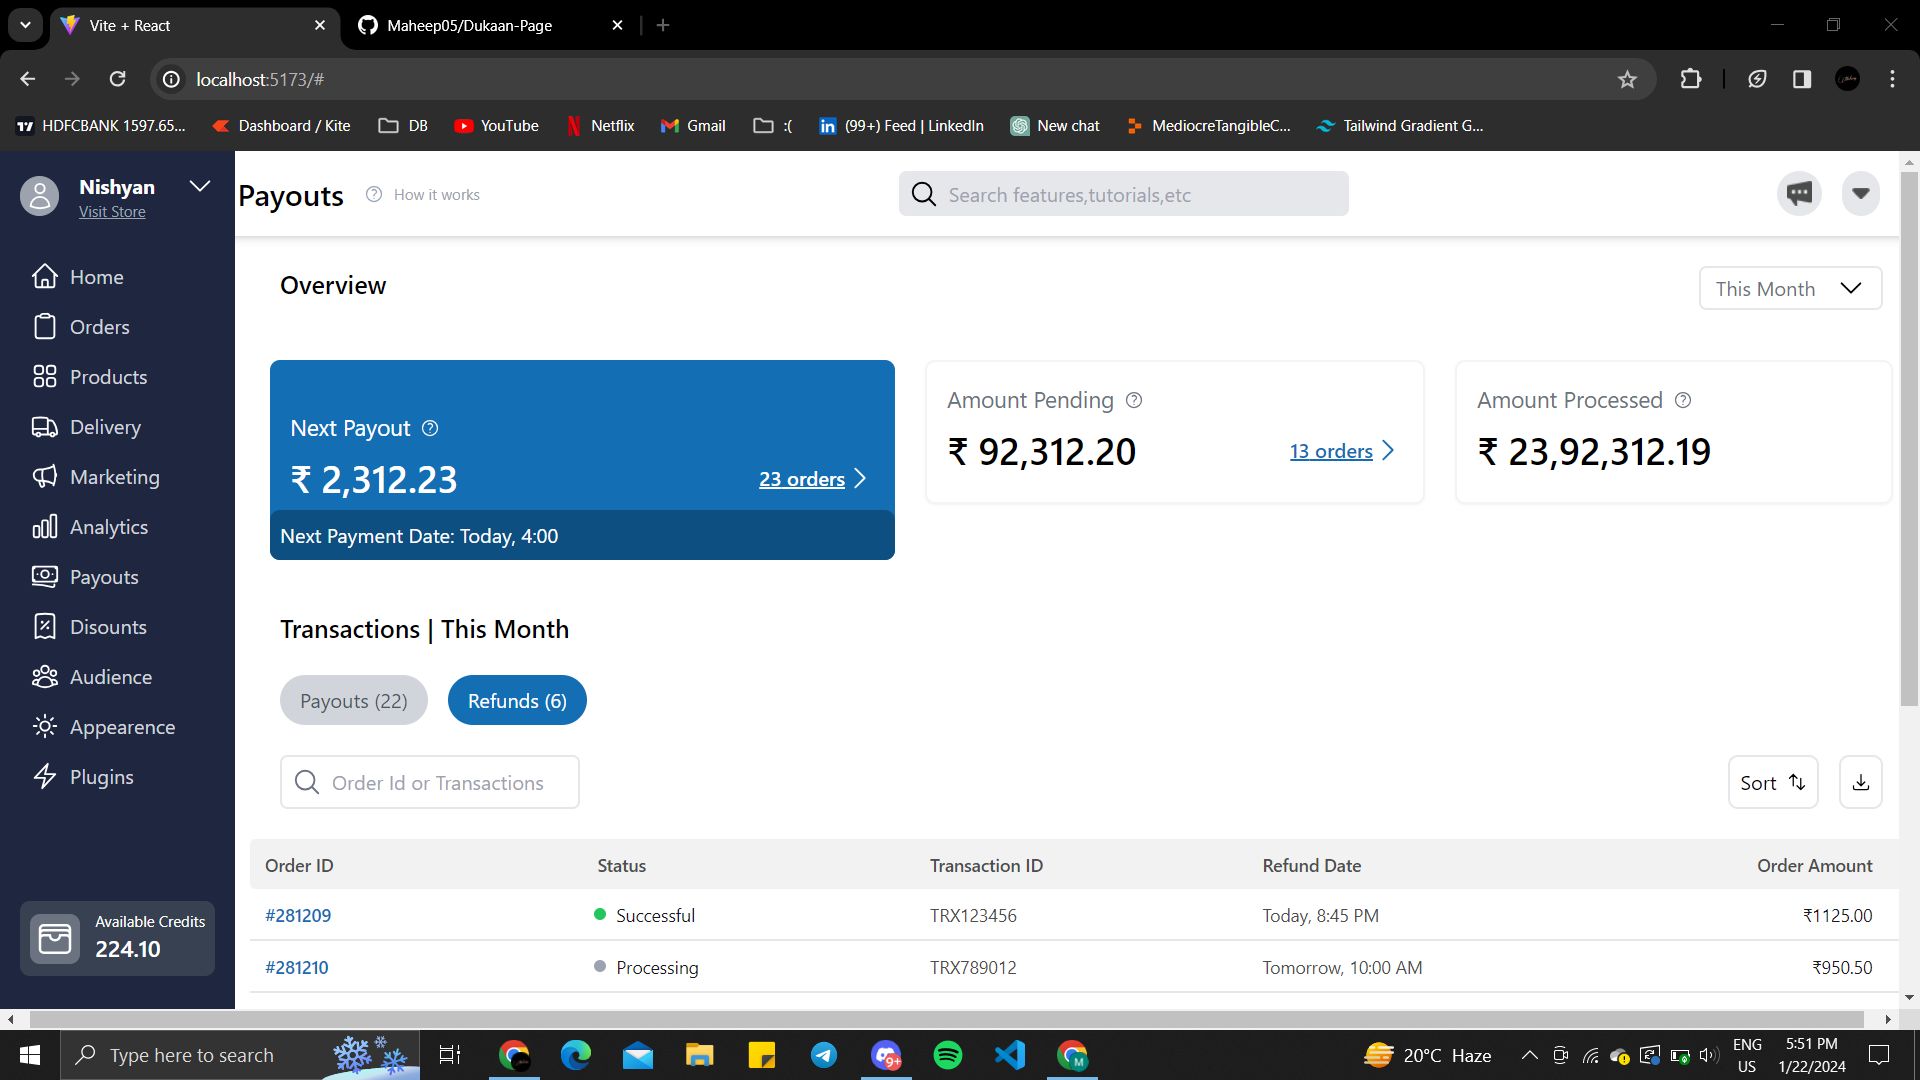 Vite + React
Maheep05/Dukaan-Page
localhost:5173/#
HDFCBANK 1597.65...
Dashboard / Kite
DB
YouTube
Netflix
Gmail
:(
(99+) Feed | LinkedIn
New chat
MediocreTangibleC...
Tailwind Gradient G...
Nishyan
Visit Store
Home
Orders
Products
Delivery
Marketing
Analytics
Payouts
Disounts
Audience
Appearence
Plugins
Available Credits
224.10
Payouts
How it works
Search features,tutorials,etc
Overview
This Month
Next Payout
₹ 2,312.23
23 orders
Next Payment Date: Today, 4:00
Amount Pending
₹ 92,312.20
13 orders
Amount Processed
₹ 23,92,312.19
Transactions | This Month
Payouts (22)
Refunds (6)
Order Id or Transactions
Sort
Order ID Status Transaction ID Refund Date Order Amount
#281209 Successful TRX123456 Today, 8:45 PM ₹1125.00
#281210 Processing TRX789012 Tomorrow, 10:00 AM ₹950.50
Type here to search
9+
M
20°C Haze
ENG
US
5:51 PM
1/22/2024